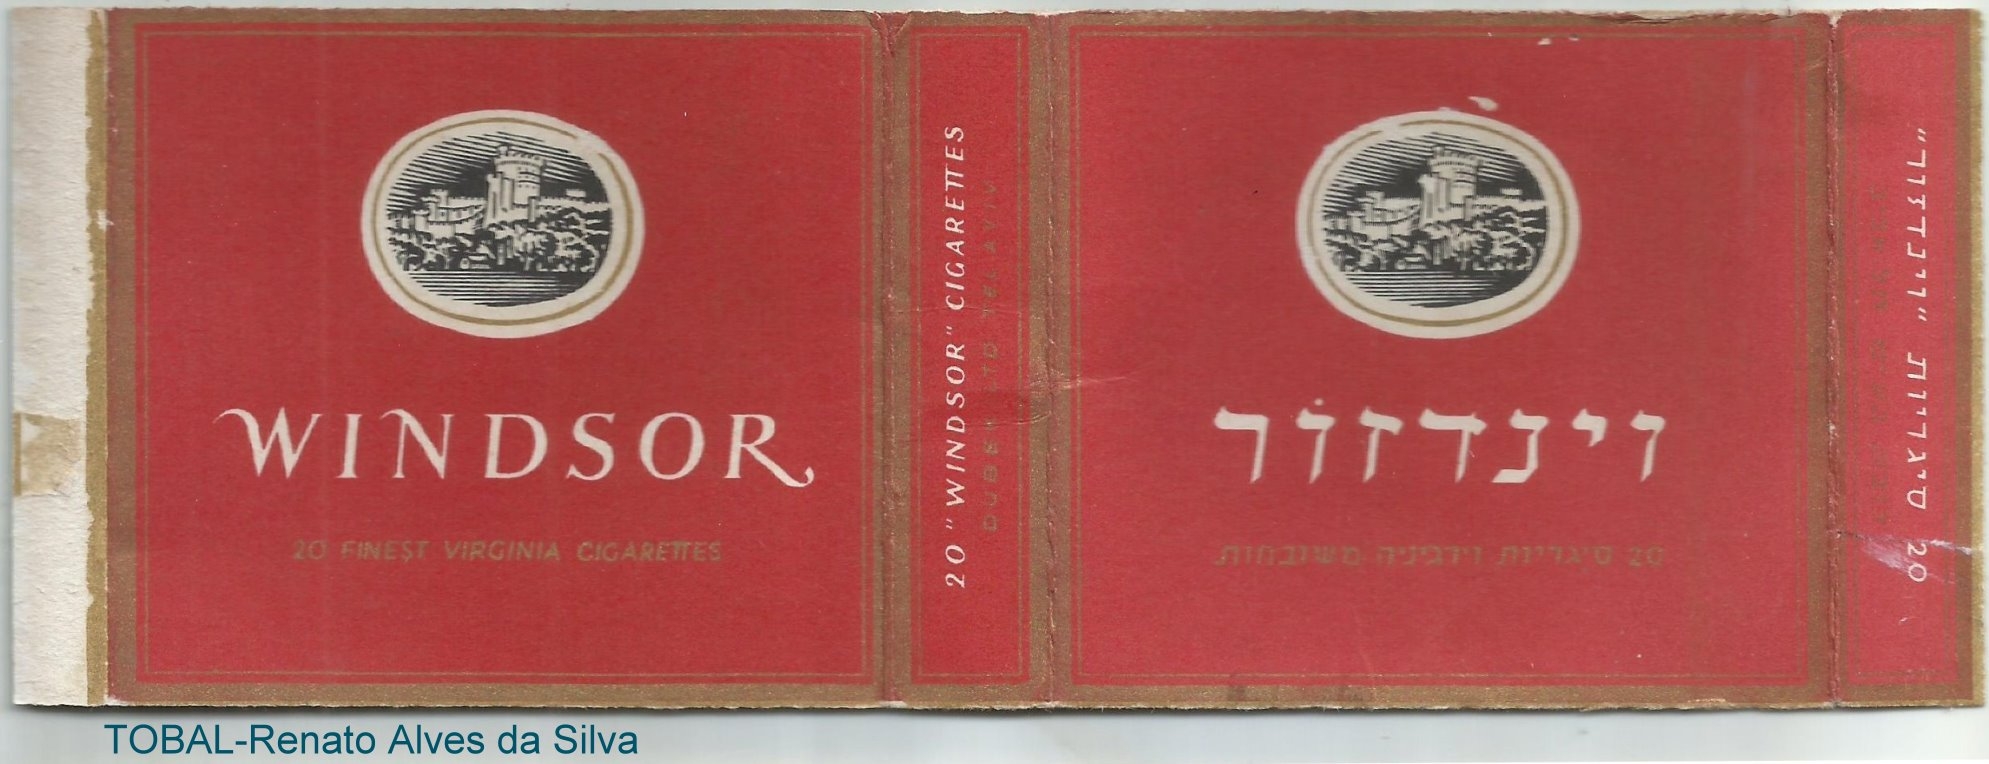 WINDSOR
20 FINEST VIRGINIA CIGARETTES
20 "WINDSOR" CIGARETTES
DUBEK LTD TEL AVIV
וינדזור
20 סיגריות וירגיניה משובחות
20 סיגריות "וינדזור"
TOBAL-Renato Alves da Silva